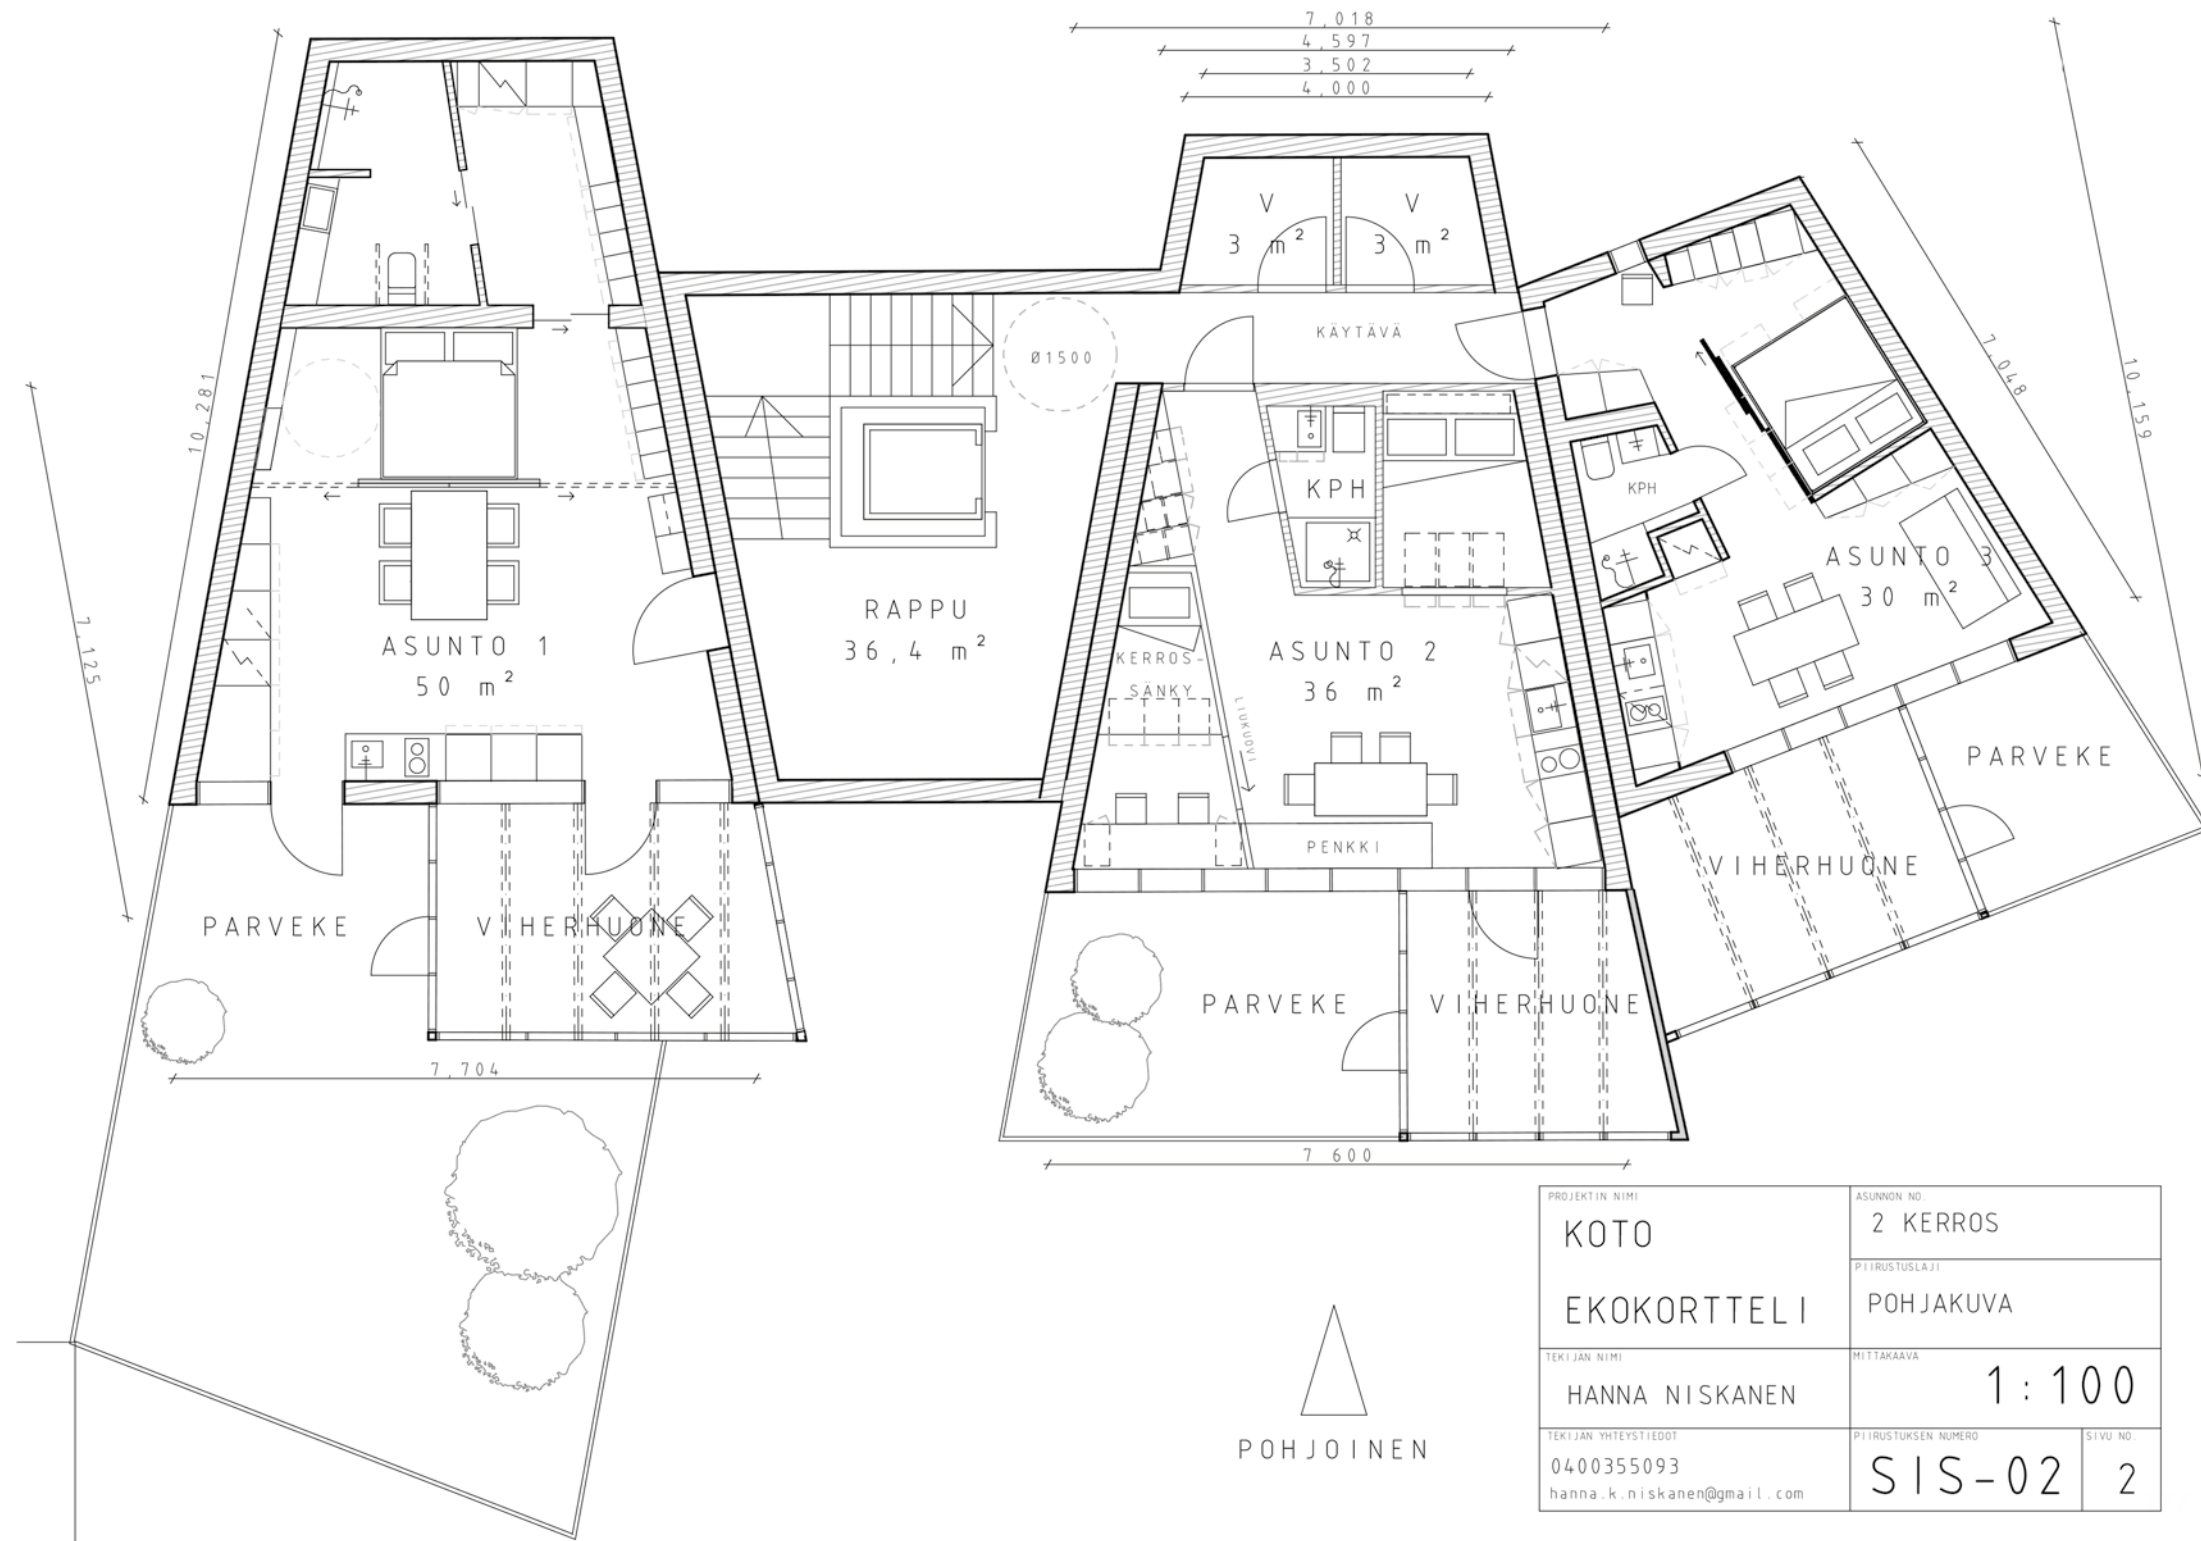 7,018
4,597
3,502
4,000
10,281
7,125
7,048
10,159
V
3 m²
V
3 m²
KÄYTÄVÄ
Ø1500
KPH
KPH
ASUNTO 3
30 m²
RAPPU
36,4 m²
ASUNTO 1
50 m²
KERROS-
SÄNKY
LIUKUOVI
ASUNTO 2
36 m²
PENKKI
PARVEKE
VIHERHUONE
PARVEKE
VIHERHUONE
PARVEKE
VIHERHUONE
7,704
7 600
POHJOINEN
PROJEKTIN NIMI
KOTO
EKOKORTTELI
ASUNNON NO.
2 KERROS
PIIRUSTUSLAJI
POHJAKUVA
TEKIJAN NIMI
HANNA NISKANEN
MITTAKAAVA
1:100
TEKIJAN YHTEYSTIEDOT
0400355093
hanna.k.niskanen@gmail.com
PIIRUSTUKSEN NUMERO
SIS-02
SIVU NO.
2